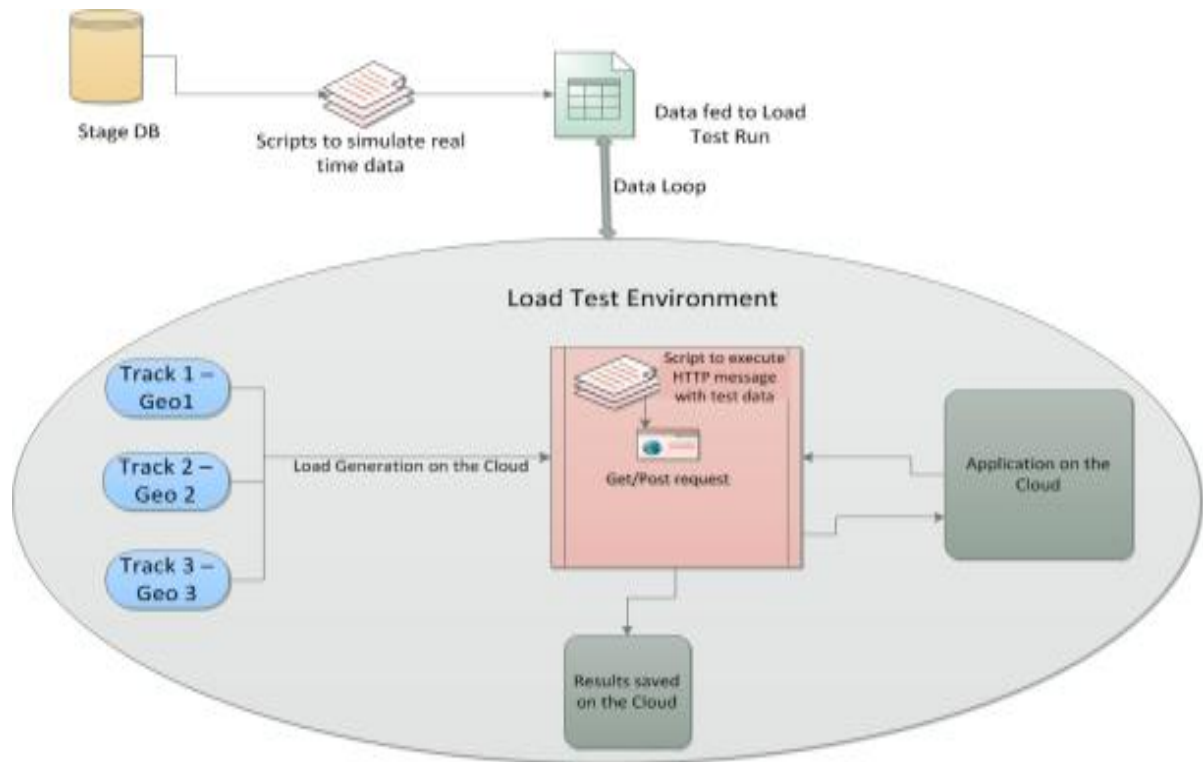 Stage DB
Scripts to simulate real
time data
Data fed to Load
Test Run
Data Loop
Load Test Environment
Track 1 –
Geo1
Track 2 –
Geo 2
Track 3 –
Geo 3
Load Generation on the Cloud
Script to execute
HTTP message
with test data
Get/Post request
Application on the
Cloud
Results saved
on the Cloud